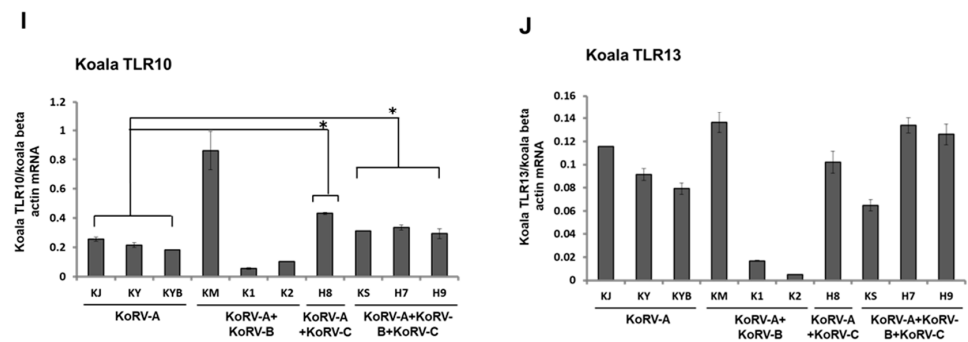 I
Koala TLR10
Koala TLR10/koala beta
actin mRNA
1.2
1
0.8
0.6
0.4
0.2
0
*
*
KJ KY KYB KM K1 K2 H8 KS H7 H9
KoRV-A
KoRV-A+
KoRV-B
KoRV-A
+KoRV-C
KoRV-A+KoRV-
B+KoRV-C
J
Koala TLR13
Koala TLR13/koala beta
actin mRNA
0.16
0.14
0.12
0.1
0.08
0.06
0.04
0.02
0
KJ KY KYB KM K1 K2 H8 KS H7 H9
KoRV-A
KoRV-A+
KoRV-B
KoRV-A
+KoRV-C
KoRV-A+KoRV-
B+KoRV-C